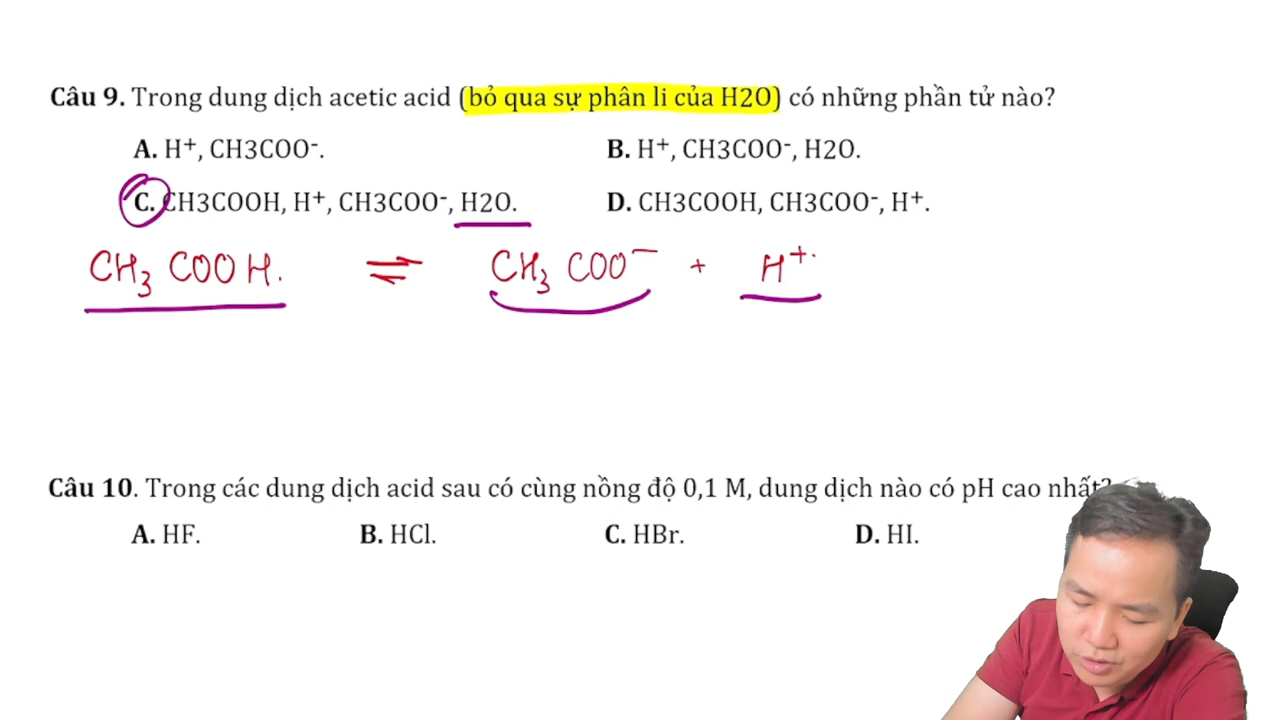 Câu 9. Trong dung dịch acetic acid (bỏ qua sự phân li của H2O) có những phần tử nào?
A. H⁺, CH3COO⁻. B. H⁺, CH3COO⁻, H2O.
C. CH3COOH, H⁺, CH3COO⁻, H2O. D. CH3COOH, CH3COO⁻, H⁺.
CH₃COOH. ⇌ CH₃COO⁻ + H⁺.
Câu 10. Trong các dung dịch acid sau có cùng nồng độ 0,1 M, dung dịch nào có pH cao nhất?
A. HF. B. HCl. C. HBr. D. HI.